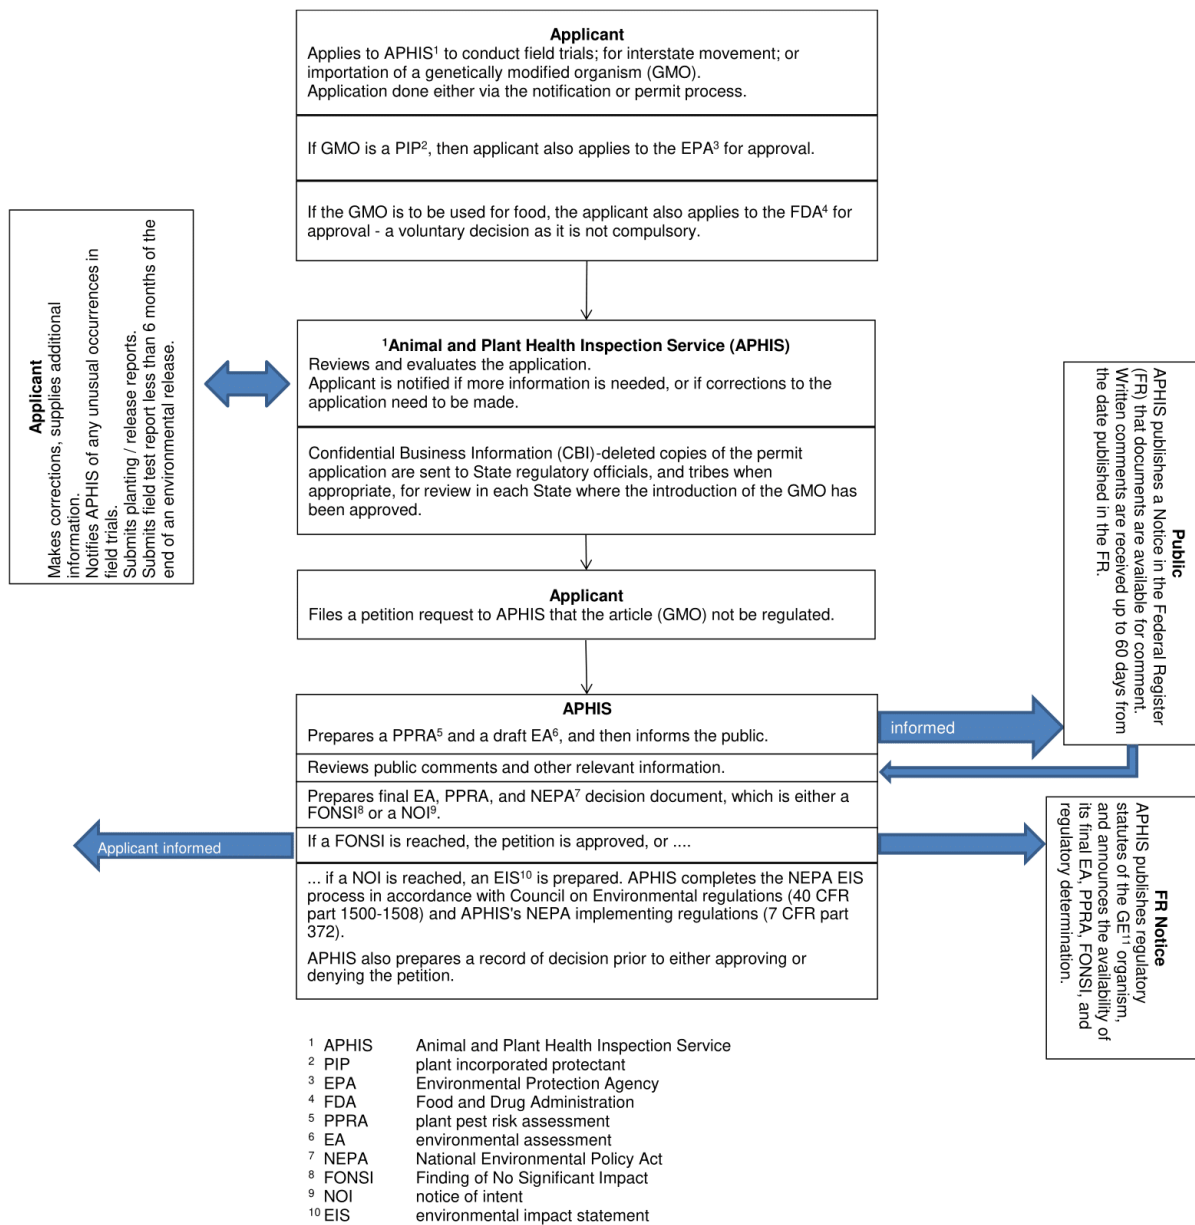 Applicant
Applies to APHIS¹ to conduct field trials; for interstate movement; or
importation of a genetically modified organism (GMO).
Application done either via the notification or permit process.
If GMO is a PIP², then applicant also applies to the EPA³ for approval.
If the GMO is to be used for food, the applicant also applies to the FDA⁴ for
approval - a voluntary decision as it is not compulsory.
Applicant
Makes corrections, supplies additional
information.
Notifies APHIS of any unusual occurrences in
field trials.
Submits planting / release reports.
Submits field test report less than 6 months of the
end of an environmental release.
¹Animal and Plant Health Inspection Service (APHIS)
Reviews and evaluates the application.
Applicant is notified if more information is needed, or if corrections to the
application need to be made.
Confidential Business Information (CBI)-deleted copies of the permit
application are sent to State regulatory officials, and tribes when
appropriate, for review in each State where the introduction of the GMO has
been approved.
Applicant
Files a petition request to APHIS that the article (GMO) not be regulated.
APHIS
Prepares a PPRA⁵ and a draft EA⁶, and then informs the public.
informed
Public
APHIS publishes a Notice in the Federal Register
(FR) that documents are available for comment.
Written comments are received up to 60 days from
the date published in the FR.
Reviews public comments and other relevant information.
Prepares final EA, PPRA, and NEPA⁷ decision document, which is either a
FONSI⁸ or a NOI⁹.
If a FONSI is reached, the petition is approved, or ....
Applicant informed
FR Notice
APHIS publishes regulatory
statutes of the GE¹¹ organism,
and announces the availability of
its final EA, PPRA, FONSI, and
regulatory determination.
... if a NOI is reached, an EIS¹⁰ is prepared. APHIS completes the NEPA EIS
process in accordance with Council on Environmental regulations (40 CFR
part 1500-1508) and APHIS's NEPA implementing regulations (7 CFR part
372).
APHIS also prepares a record of decision prior to either approving or
denying the petition.
¹ APHIS Animal and Plant Health Inspection Service
² PIP plant incorporated protectant
³ EPA Environmental Protection Agency
⁴ FDA Food and Drug Administration
⁵ PPRA plant pest risk assessment
⁶ EA environmental assessment
⁷ NEPA National Environmental Policy Act
⁸ FONSI Finding of No Significant Impact
⁹ NOI notice of intent
¹⁰ EIS environmental impact statement